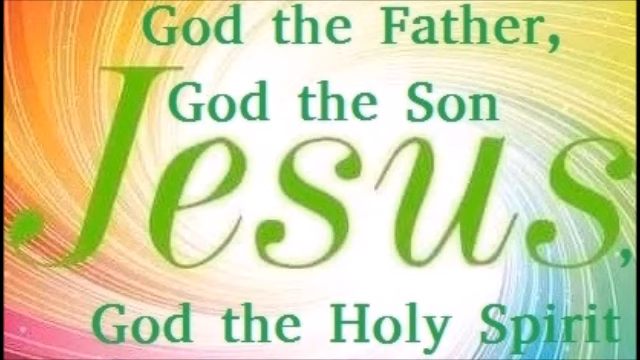 God the Father,
God the Son
Jesus,
God the Holy Spirit